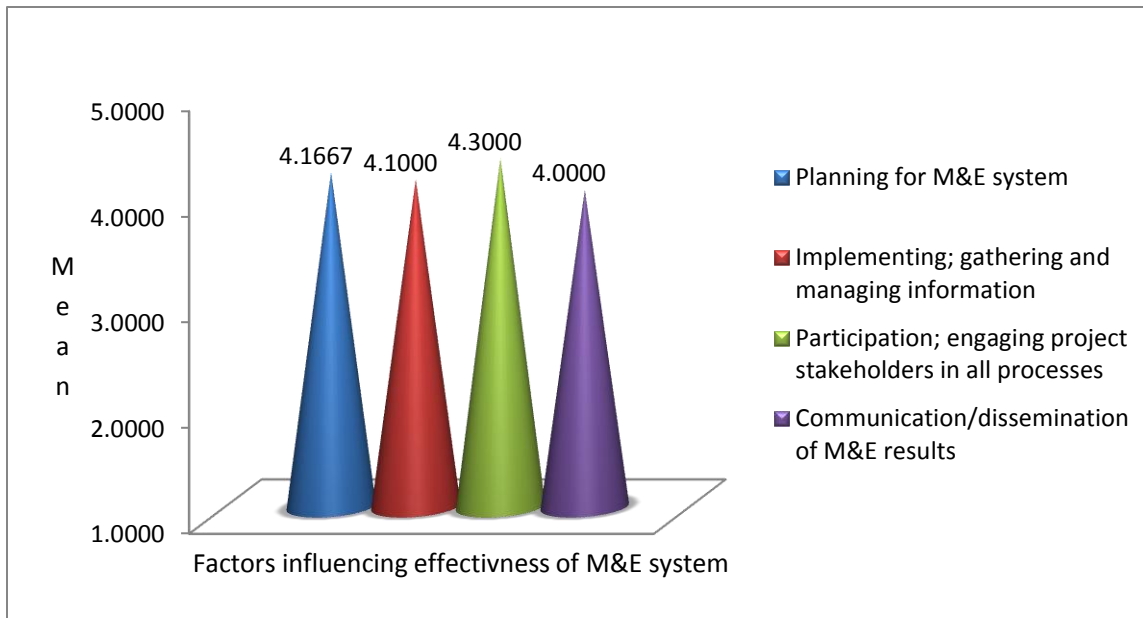 5.0000
4.0000
3.0000
2.0000
1.0000
Mean
4.1667
4.1000
4.3000
4.0000
Factors influencing effectivness of M&E system
Planning for M&E system
Implementing; gathering and
managing information
Participation; engaging project
stakeholders in all processes
Communication/dissemination
of M&E results